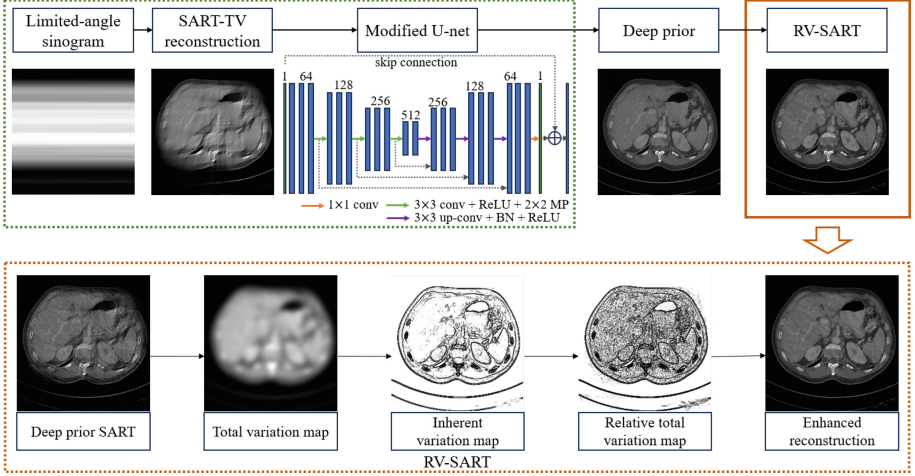 Limited-angle
sinogram
SART-TV
reconstruction
Modified U-net
Deep prior
RV-SART
skip connection
1
64
128
256
512
256
128
64
1
1×1 conv
3×3 conv + ReLU + 2×2 MP
3×3 up-conv + BN + ReLU
Deep prior SART
Total variation map
Inherent
variation map
Relative total
variation map
Enhanced
reconstruction
RV-SART